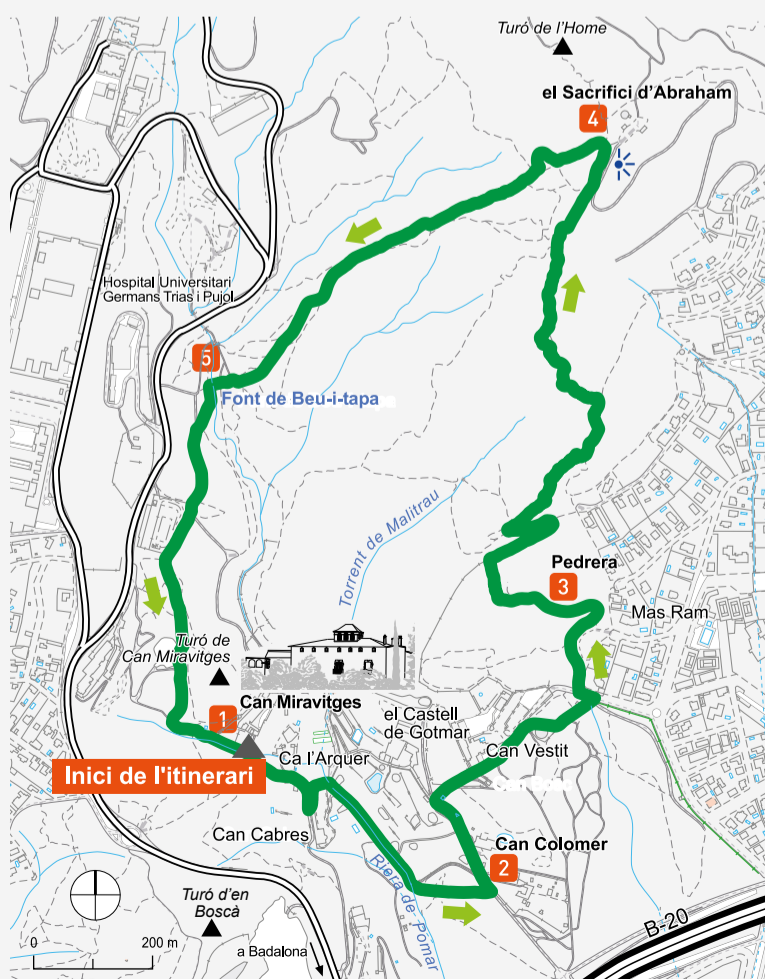 Turó de l'Home
el Sacrifici d'Abraham
4
Hospital Universitari
Germans Trias i Pujol
5
Font de Beu-i-tapa
Torrent de Malitrau
Pedrera
3
Mas Ram
Turó de
Can Miravitges
Can Miravitges
1
el Castell
de Gotmar
Can Vestit
Ca l'Arquer
Inici de l'itinerari
Can Cabres
Can Colomer
2
Riera de Pomar
Turó d'en
Boscà
B-20
0 200 m
a Badalona